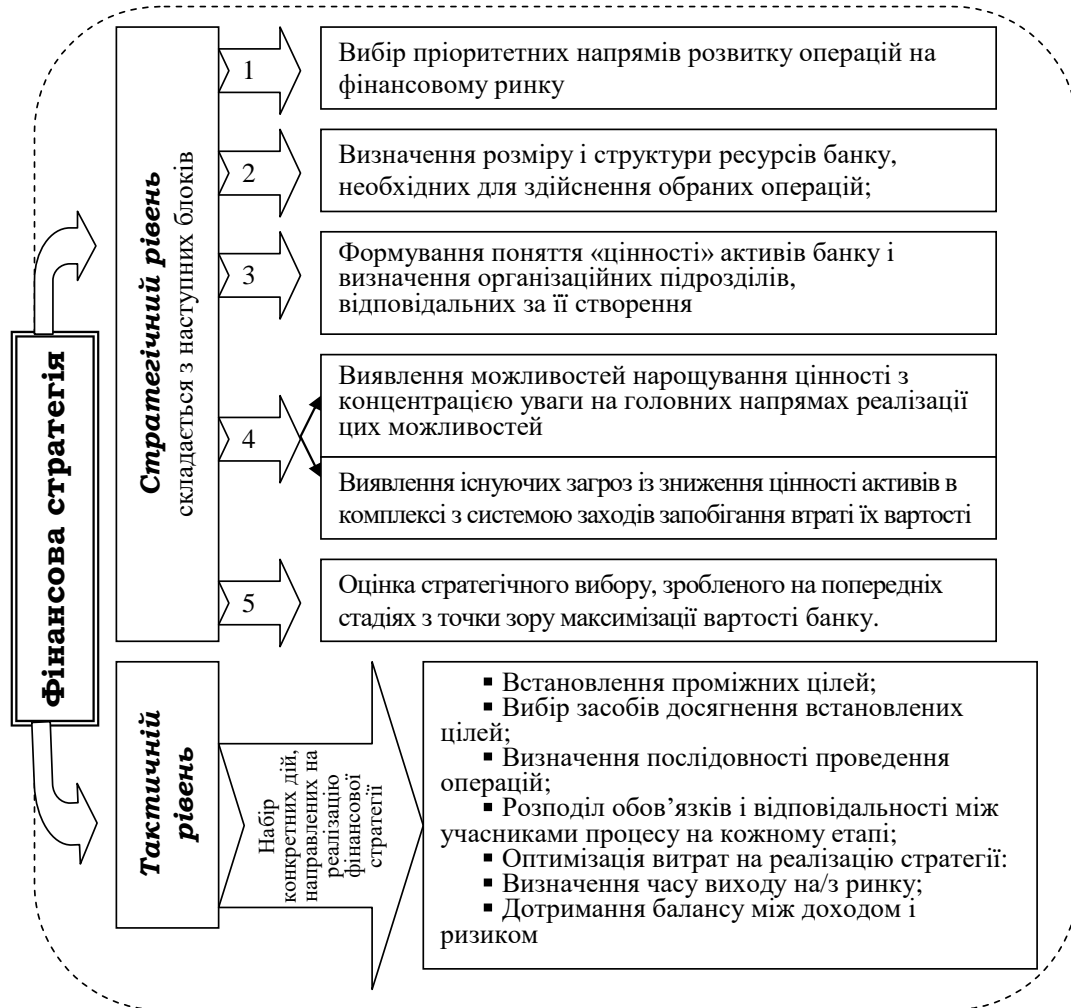 Фінансова стратегія
Стратегічний рівень
складається з наступних блоків
1
Вибір пріоритетних напрямів розвитку операцій на
фінансовому ринку
2
Визначення розміру і структури ресурсів банку,
необхідних для здійснення обраних операцій;
3
Формування поняття «цінності» активів банку і
визначення організаційних підрозділів,
відповідальних за її створення
4
Виявлення можливостей нарощування цінності з
концентрацією уваги на головних напрямах реалізації
цих можливостей
Виявлення існуючих загроз із зниження цінності активів в
комплексі з системою заходів запобігання втраті їх вартості
5
Оцінка стратегічного вибору, зробленого на попередніх
стадіях з точки зору максимізації вартості банку.
Тактичній
рівень
Набір
конкретних дій,
направлених на
реалізацію
фінансової
стратегії
▪ Встановлення проміжних цілей;
▪ Вибір засобів досягнення встановлених
цілей;
▪ Визначення послідовності проведення
операцій;
▪ Розподіл обов’язків і відповідальності між
учасниками процесу на кожному етапі;
▪ Оптимізація витрат на реалізацію стратегії:
▪ Визначення часу виходу на/з ринку;
▪ Дотримання балансу між доходом і
ризиком